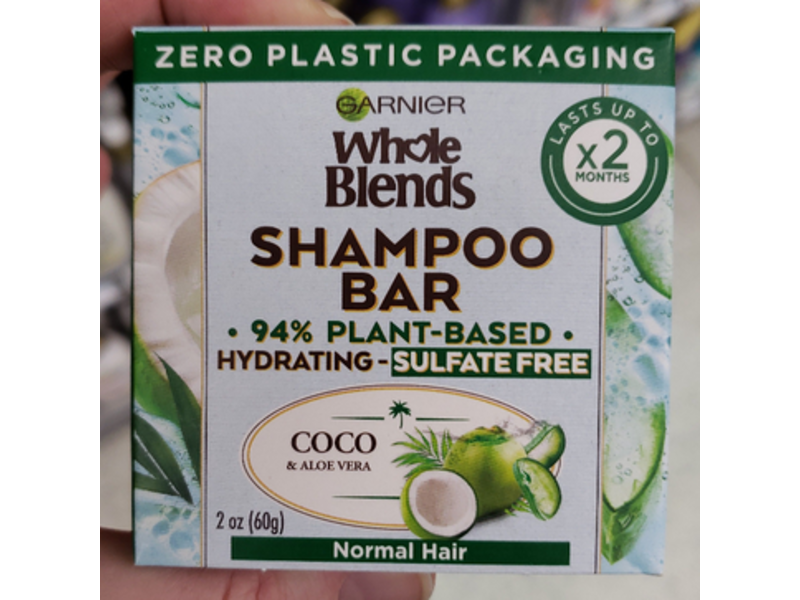 ZERO PLASTIC PACKAGING
GARNIER
Whole
Blends
LASTS UP TO
x2
MONTHS
SHAMPOO
BAR
• 94% PLANT-BASED •
HYDRATING - SULFATE FREE
COCO
& ALOE VERA
2 oz (60g)
Normal Hair